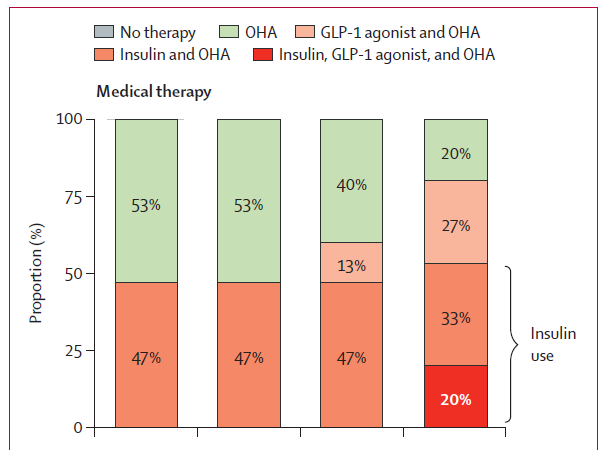 No therapy OHA GLP-1 agonist and OHA
Insulin and OHA Insulin, GLP-1 agonist, and OHA
Medical therapy
100
75
50
25
0
Proportion (%)
53%
47%
53%
47%
40%
13%
47%
20%
27%
33%
20%
Insulin
use